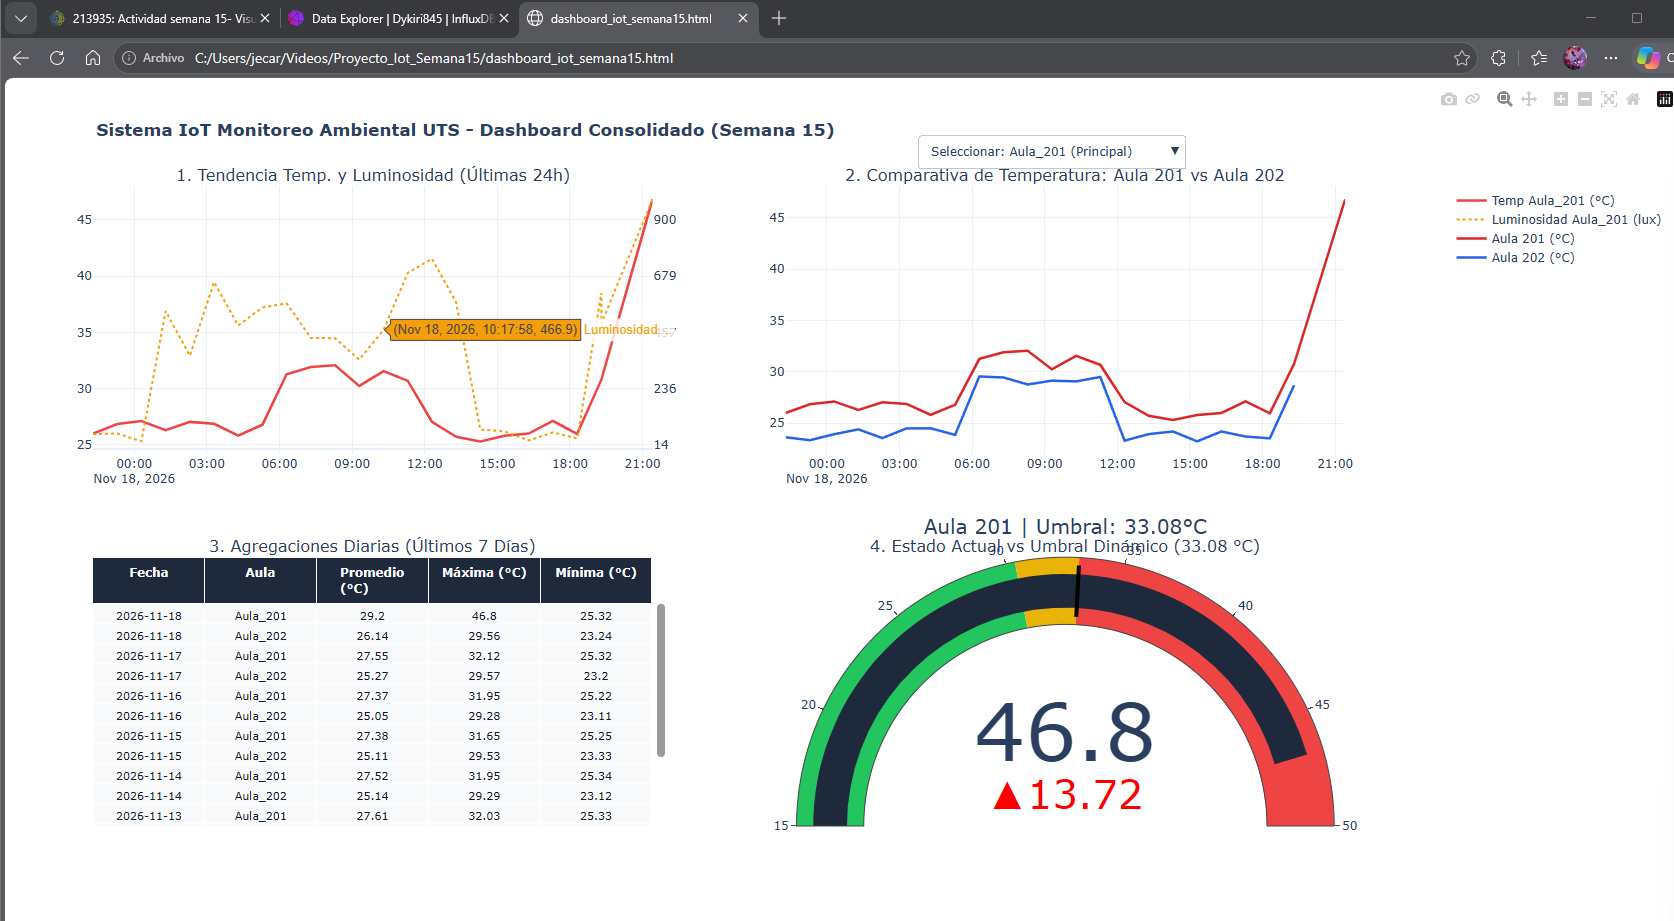 213935: Actividad semana 15- Visu
Data Explorer | Dykiri845 | InfluxDB
dashboard_iot_semana15.html
Archivo
C:/Users/jecar/Videos/Proyecto_Iot_Semana15/dashboard_iot_semana15.html
Sistema IoT Monitoreo Ambiental UTS - Dashboard Consolidado (Semana 15)
Seleccionar: Aula_201 (Principal)
1. Tendencia Temp. y Luminosidad (Últimas 24h)
45
40
35
30
25
900
679
457
236
14
(Nov 18, 2026, 10:17:58, 466.9)
Luminosidad
00:00 03:00 06:00 09:00 12:00 15:00 18:00 21:00
Nov 18, 2026
2. Comparativa de Temperatura: Aula 201 vs Aula 202
45
40
35
30
25
00:00 03:00 06:00 09:00 12:00 15:00 18:00 21:00
Nov 18, 2026
Temp Aula_201 (°C)
Luminosidad Aula_201 (lux)
Aula 201 (°C)
Aula 202 (°C)
3. Agregaciones Diarias (Últimos 7 Días)
Fecha Aula Promedio (°C) Máxima (°C) Mínima (°C)
2026-11-18 Aula_201 29.2 46.8 25.32
2026-11-18 Aula_202 26.14 29.56 23.24
2026-11-17 Aula_201 27.55 32.12 25.32
2026-11-17 Aula_202 25.27 29.57 23.2
2026-11-16 Aula_201 27.37 31.95 25.22
2026-11-16 Aula_202 25.05 29.28 23.11
2026-11-15 Aula_201 27.38 31.65 25.25
2026-11-15 Aula_202 25.11 29.53 23.33
2026-11-14 Aula_201 27.52 31.95 25.34
2026-11-14 Aula_202 25.14 29.29 23.12
2026-11-13 Aula_201 27.61 32.03 25.33
Aula 201 | Umbral: 33.08°C
4. Estado Actual vs Umbral Dinámico (33.08 °C)
15
20
25
30
35
40
45
50
46.8
▲13.72